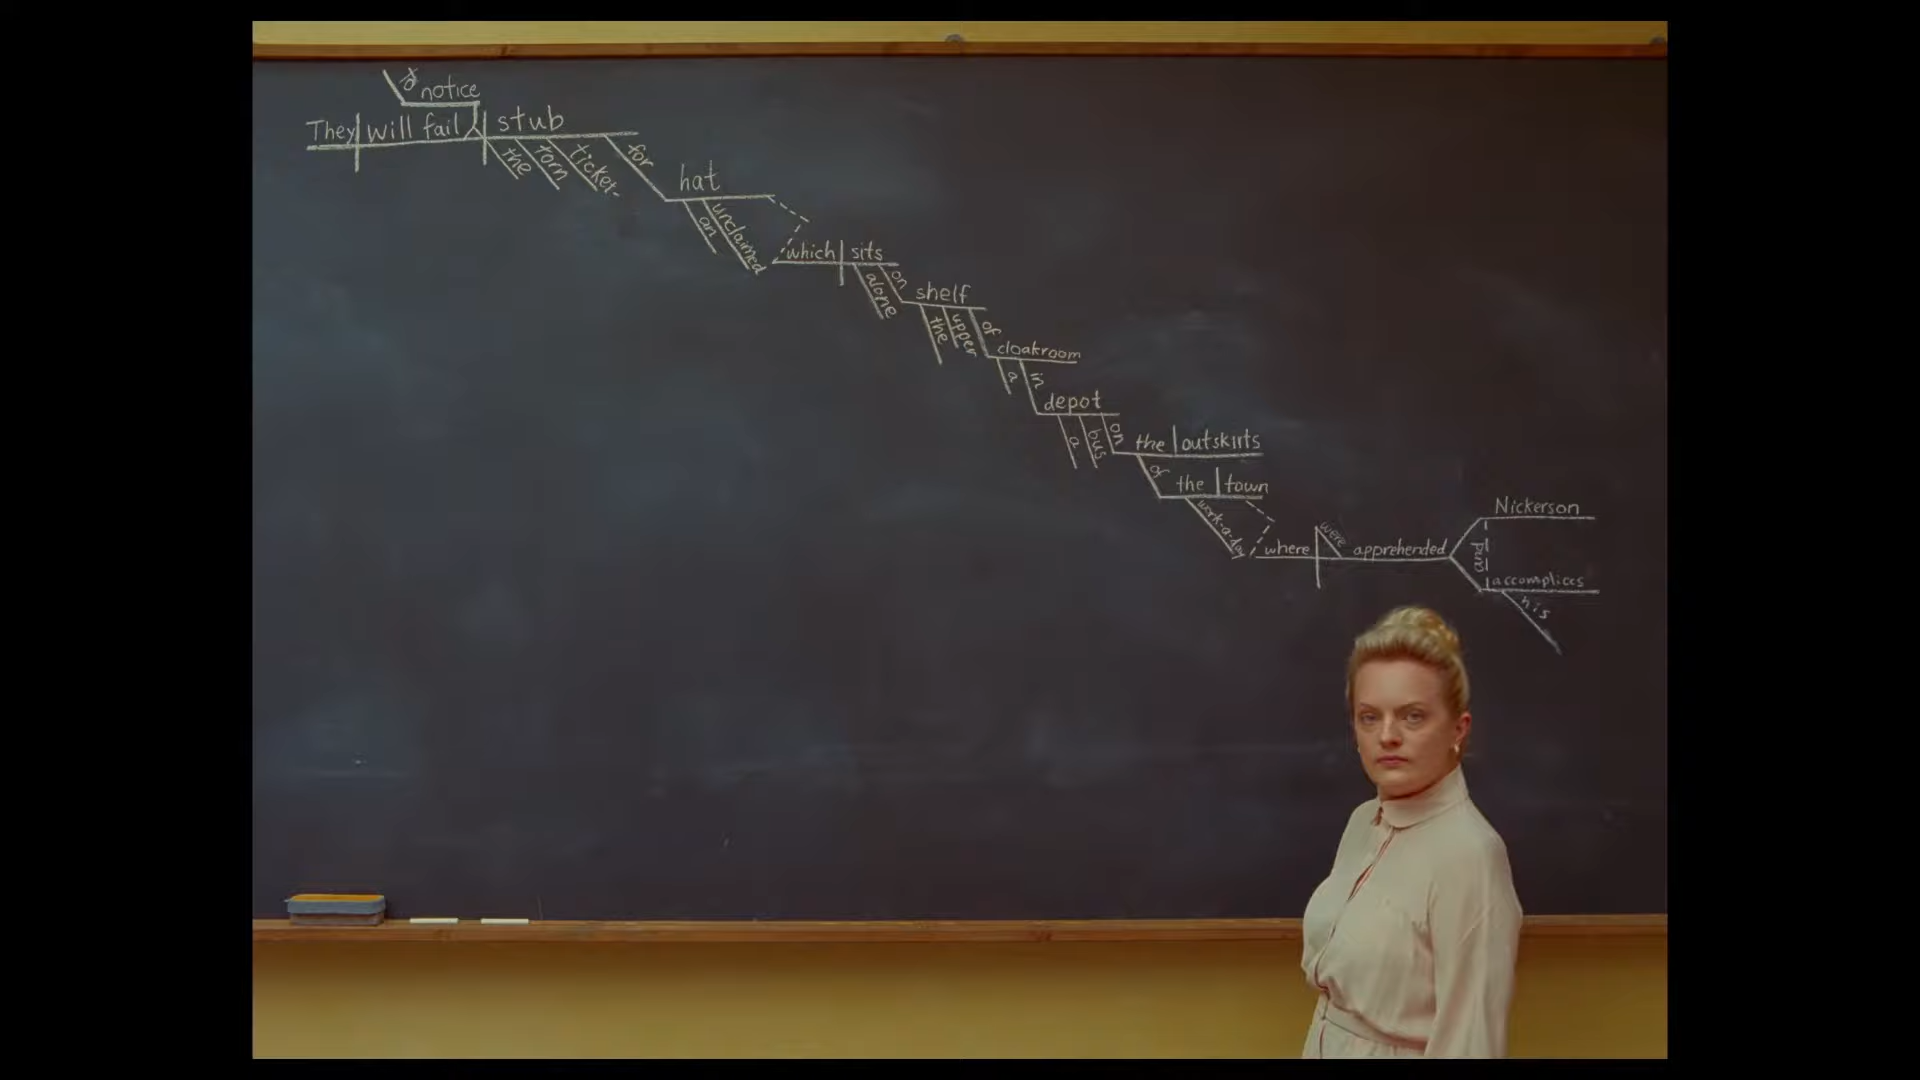 to
notice
They will fail stub
the torn ticket- for
hat
an unclaimed
which sits
alone on
shelf
the upper of
cloakroom
a in
depot
a bus on
the outskirts
of the town
work-a-day
where were apprehended
Nickerson
and
accomplices
his